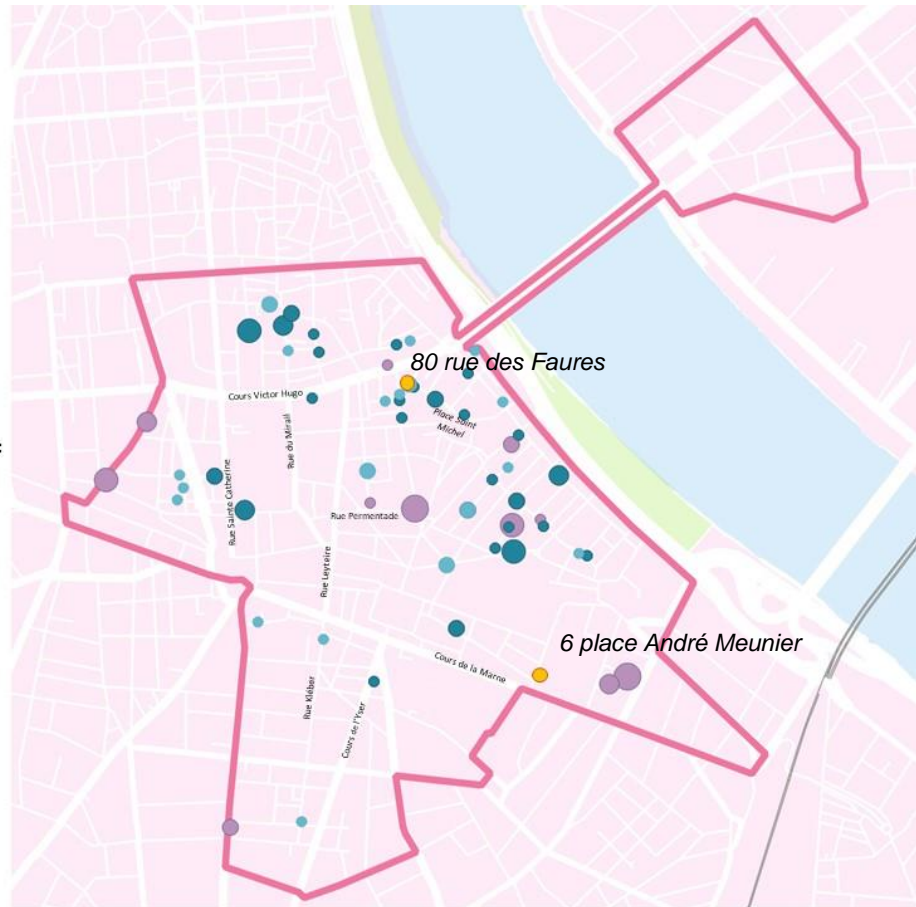 80 rue des Faures
Cours Victor Hugo
Place Saint
Michel
Rue du Mirail
Rue Sainte Catherine
Rue Permentade
Rue Leyteire
6 place André Meunier
Cours de la Marne
Rue Kléber
Cours de l'Yser